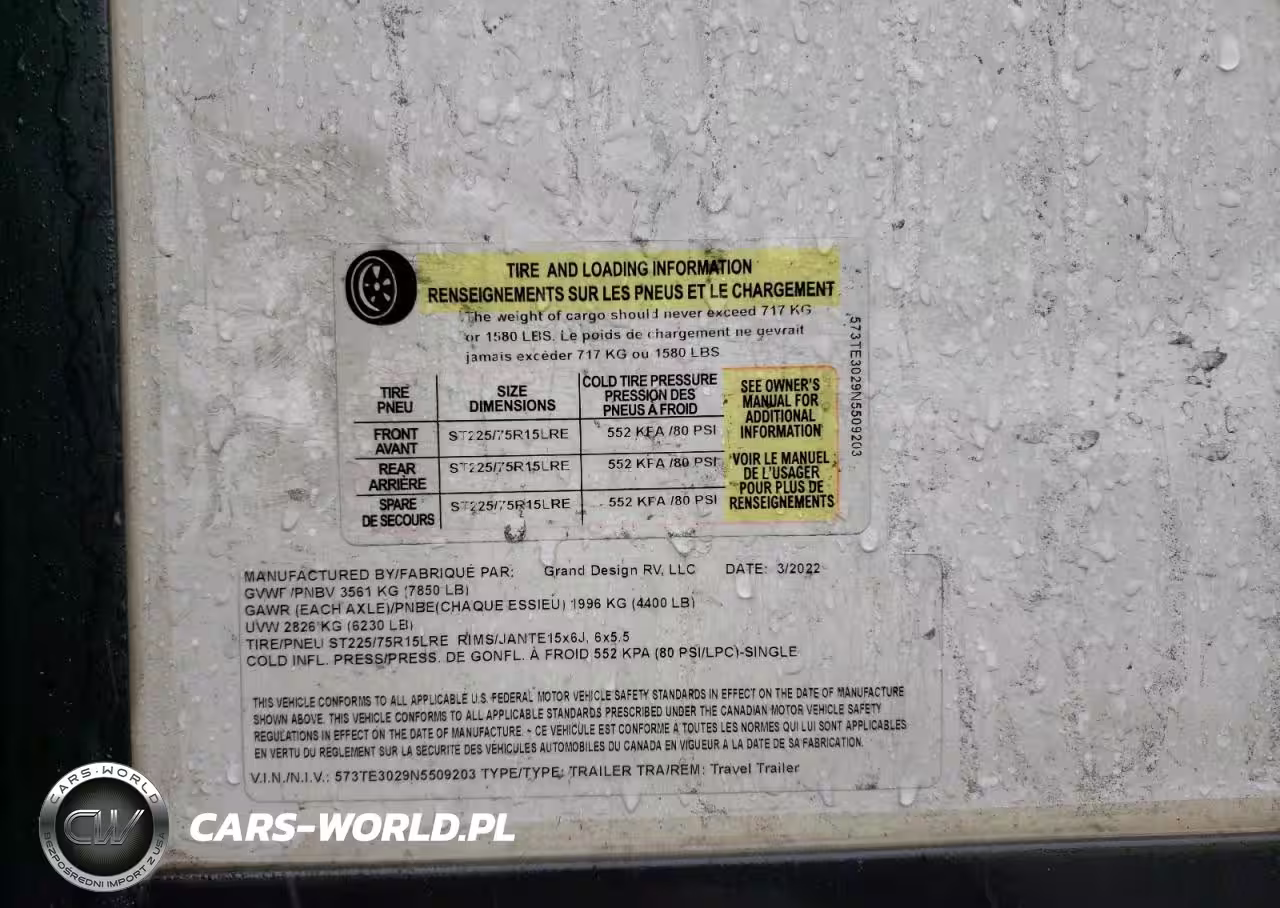 TIRE AND LOADING INFORMATION
RENSEIGNEMENTS SUR LES PNEUS ET LE CHARGEMENT
The weight of cargo should never exceed 717 KG
or 1580 LBS. Le poids de chargement ne gevrait
jamais excéder 717 KG ou 1580 LBS
TIRE
PNEU
SIZE
DIMENSIONS
COLD TIRE PRESSURE
PRESSION DES
PNEUS À FROID
FRONT
AVANT
ST225/75R15LRE
552 KPA /80 PSI
REAR
ARRIÈRE
ST225/75R15LRE
552 KPA /80 PSI
SPARE
DE SECOURS
ST225/75R15LRE
552 KPA /80 PSI
SEE OWNER'S
MANUAL FOR
ADDITIONAL
INFORMATION
VOIR LE MANUEL
DE L'USAGER
POUR PLUS DE
RENSEIGNEMENTS
573TE3029N5509203
MANUFACTURED BY/FABRIQUÉ PAR: Grand Design RV, LLC DATE: 3/2022
GVWR/PNBV 3561 KG (7850 LB)
GAWR (EACH AXLE)/PNBE(CHAQUE ESSIEU) 1996 KG (4400 LB)
UVW 2826 KG (6230 LB)
TIRE/PNEU ST225/75R15LRE RIMS/JANTE15x6J, 6x5.5
COLD INFL. PRESS/PRESS. DE GONFL. À FROID 552 KPA (80 PSI/LPC)-SINGLE
THIS VEHICLE CONFORMS TO ALL APPLICABLE U.S. FEDERAL MOTOR VEHICLE SAFETY STANDARDS IN EFFECT ON THE DATE OF MANUFACTURE
SHOWN ABOVE. THIS VEHICLE CONFORMS TO ALL APPLICABLE STANDARDS PRESCRIBED UNDER THE CANADIAN MOTOR VEHICLE SAFETY
REGULATIONS IN EFFECT ON THE DATE OF MANUFACTURE. - CE VÉHICULE EST CONFORME À TOUTES LES NORMES QUI LUI SONT APPLICABLES
EN VERTU DU REGLEMENT SUR LA SECURITE DES VÉHICULES AUTOMOBILES DU CANADA EN VIGUEUR A LA DATE DE SA FABRICATION.
V.I.N./N.I.V.: 573TE3029N5509203 TYPE/TYPE: TRAILER TRA/REM: Travel Trailer
CARS-WORLD
CW
BEZPOŚREDNI IMPORT Z USA
CARS-WORLD.PL